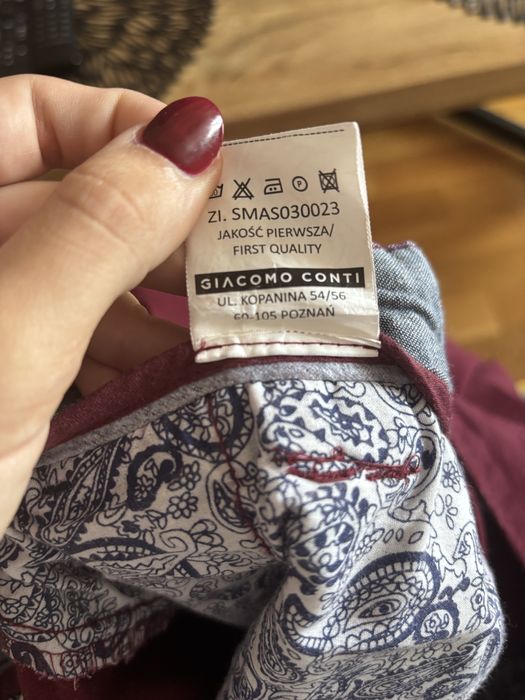 ZI. SMAS030023
JAKOŚĆ PIERWSZA/
FIRST QUALITY
GIACOMO CONTI
UL. KOPANINA 54/56
60-105 POZNAŃ